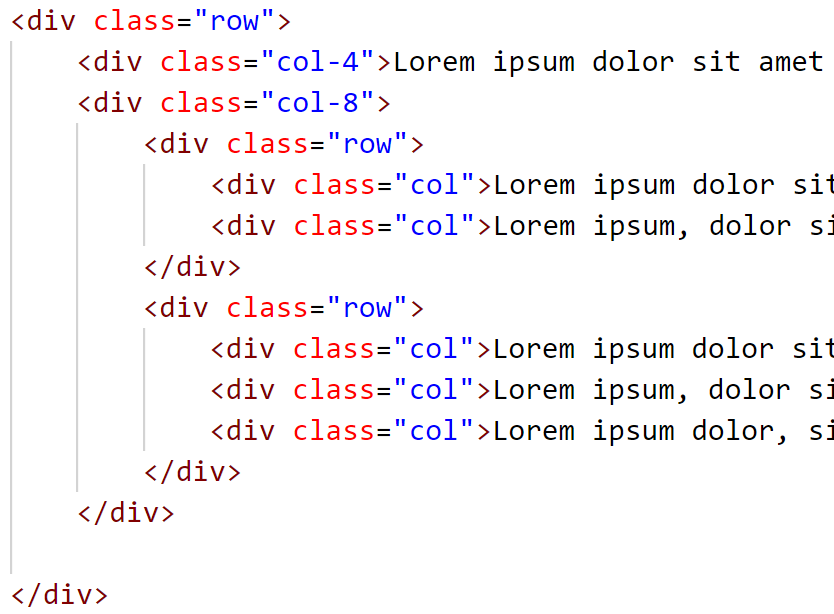 <div class="row">
<div class="col-4">Lorem ipsum dolor sit amet
<div class="col-8">
<div class="row">
<div class="col">Lorem ipsum dolor sit
<div class="col">Lorem ipsum, dolor si
</div>
<div class="row">
<div class="col">Lorem ipsum dolor sit
<div class="col">Lorem ipsum, dolor si
<div class="col">Lorem ipsum dolor, si
</div>
</div>
</div>